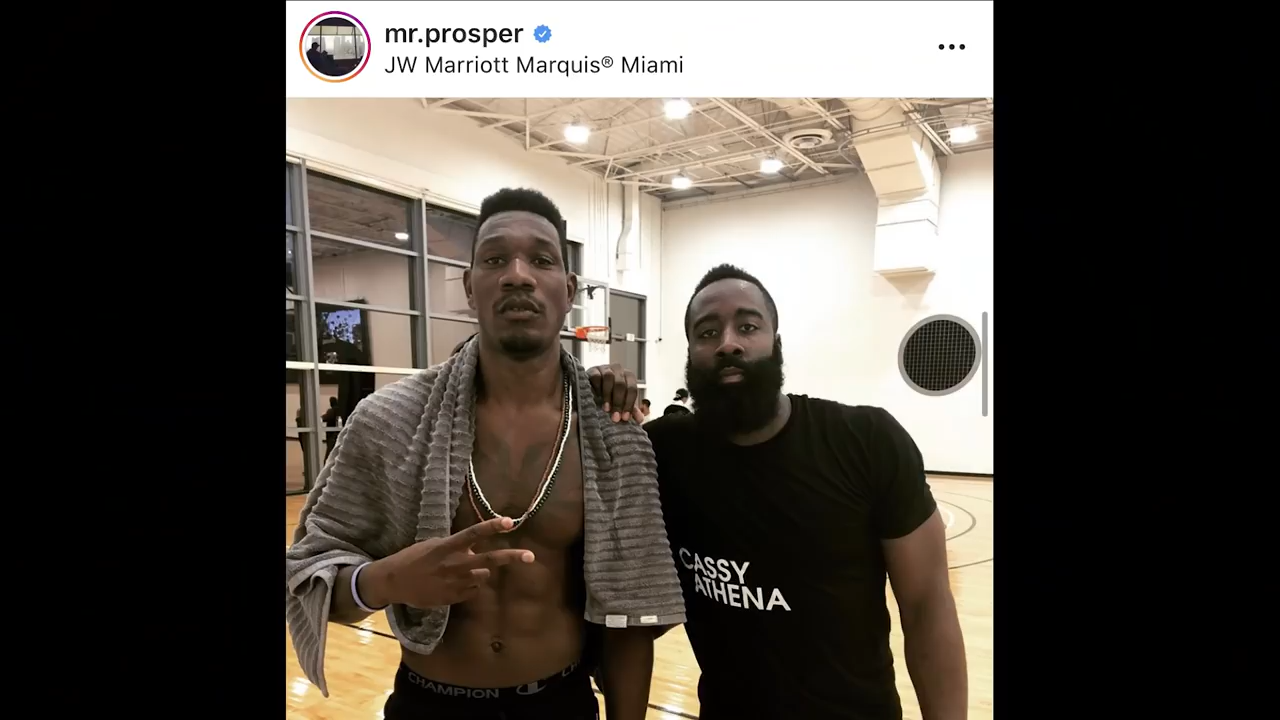 mr.prosper
JW Marriott Marquis® Miami
CASSY
ATHENA
CHAMPION